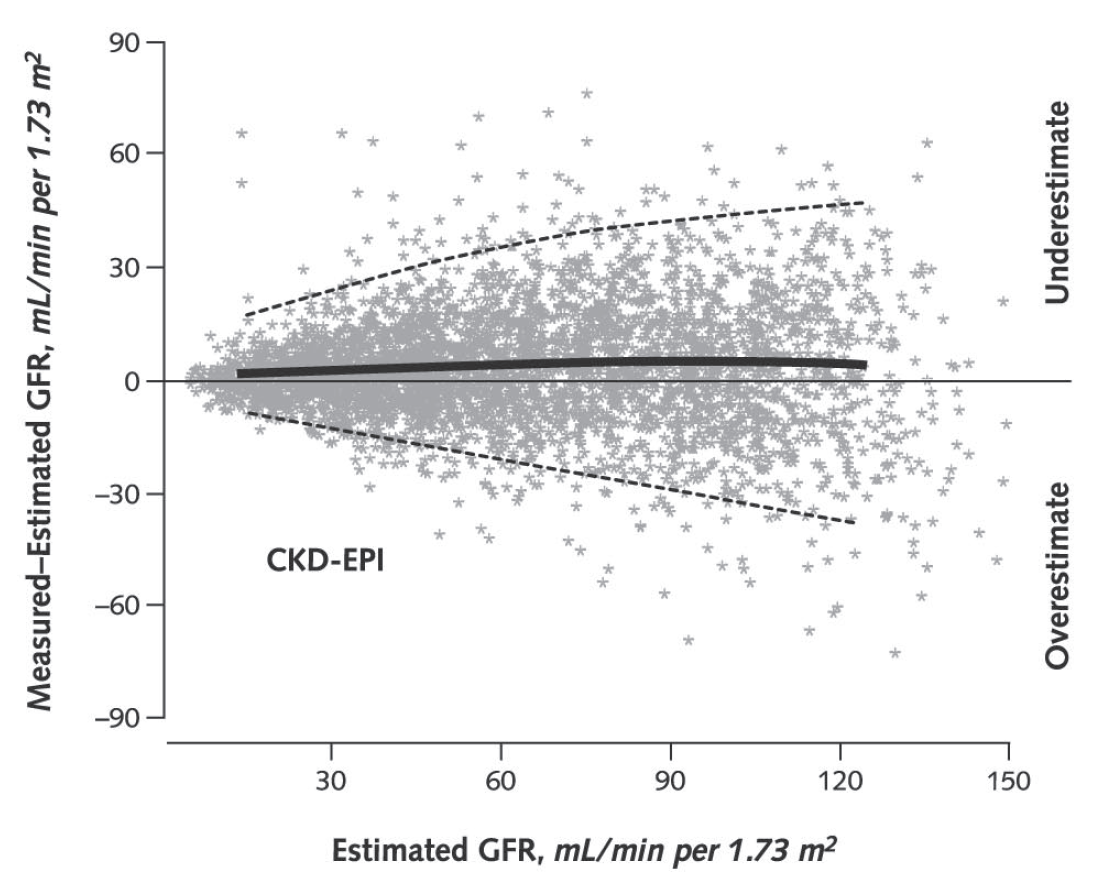 Measured–Estimated GFR, mL/min per 1.73 m²
90
60
30
0
–30
–60
–90
Underestimate
Overestimate
CKD-EPI
30 60 90 120 150
Estimated GFR, mL/min per 1.73 m²